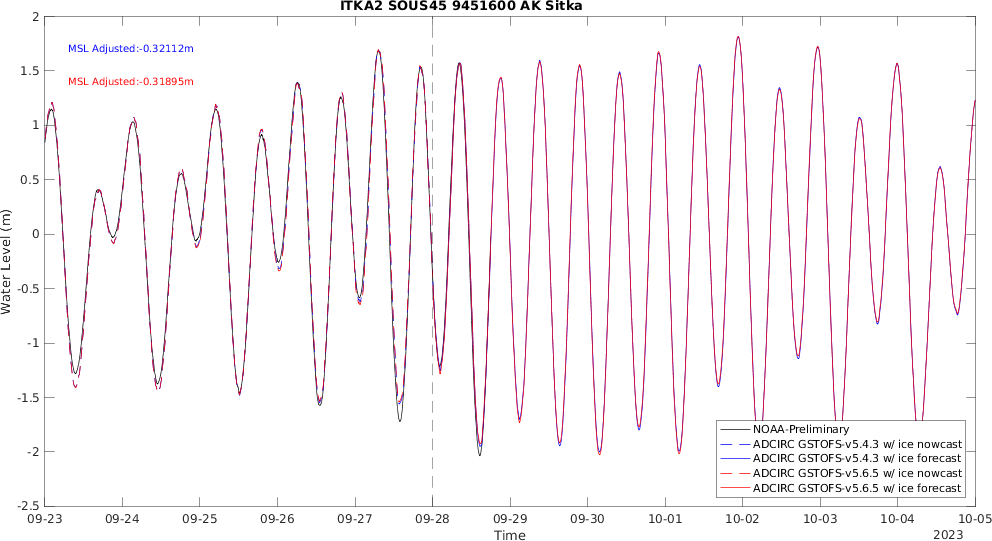 ITKA2 SOUS45 9451600 AK Sitka
MSL Adjusted:-0.32112m
MSL Adjusted:-0.31895m
Water Level (m)
2
1.5
1
0.5
0
-0.5
-1
-1.5
-2
-2.5
NOAA-Preliminary
ADCIRC GSTOFS-v5.4.3 w/ ice nowcast
ADCIRC GSTOFS-v5.4.3 w/ ice forecast
ADCIRC GSTOFS-v5.6.5 w/ ice nowcast
ADCIRC GSTOFS-v5.6.5 w/ ice forecast
09-23 09-24 09-25 09-26 09-27 09-28 09-29 09-30 10-01 10-02 10-03 10-04 10-05
Time
2023